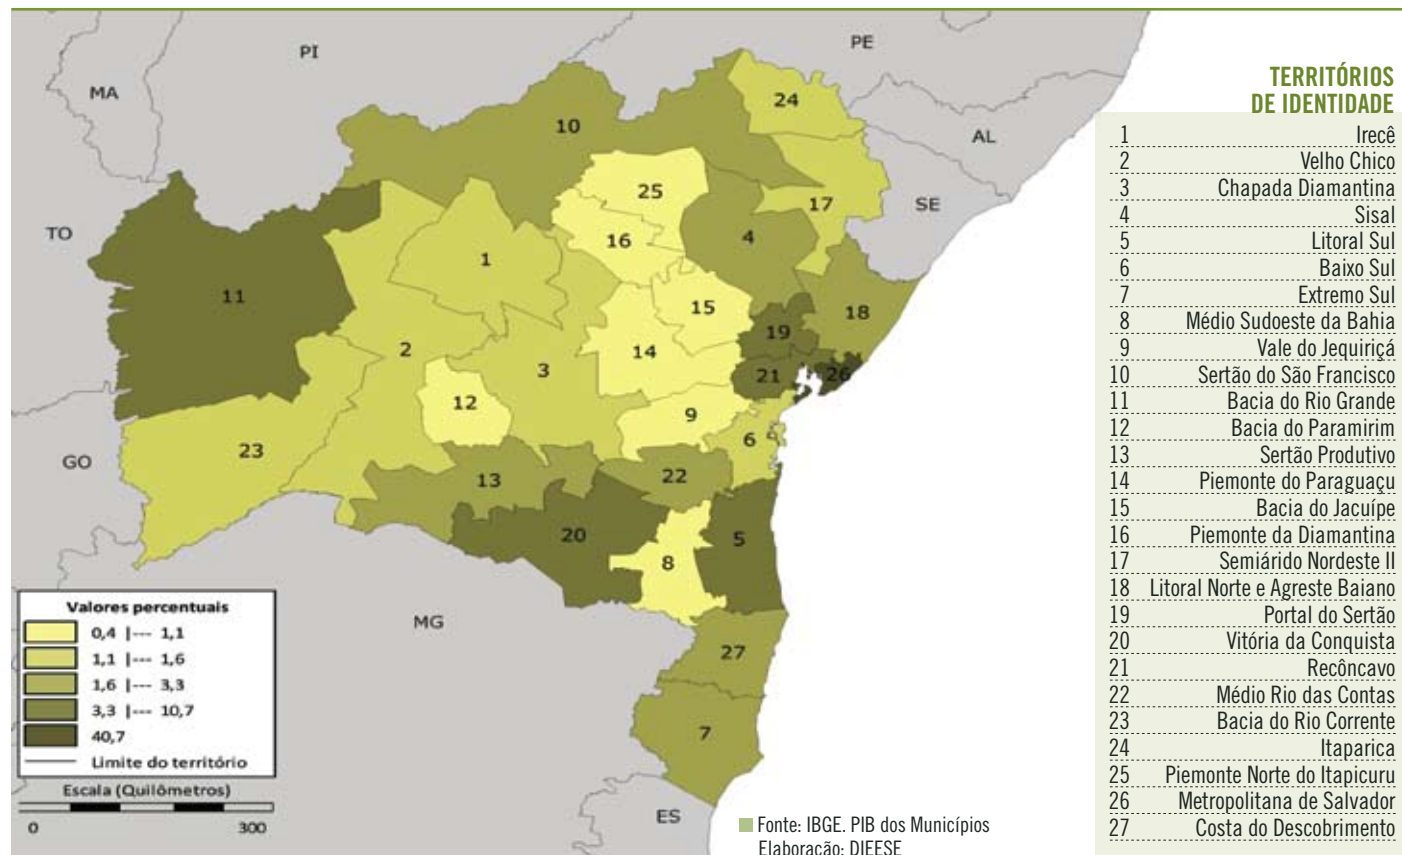 PI
PE
MA
AL
SE
TO
GO
MG
ES
24
10
25
17
16
4
1
11
15
18
19
2
14
3
21
26
12
9
6
23
13
22
20
5
8
27
7
Valores percentuais
0,4 |--- 1,1
1,1 |--- 1,6
1,6 |--- 3,3
3,3 |--- 10,7
40,7
Limite do território
Escala (Quilômetros)
0 300
Fonte: IBGE. PIB dos Municípios
Elaboração: DIEESE
TERRITÓRIOS
DE IDENTIDADE
1 Irecê
2 Velho Chico
3 Chapada Diamantina
4 Sisal
5 Litoral Sul
6 Baixo Sul
7 Extremo Sul
8 Médio Sudoeste da Bahia
9 Vale do Jequiriçá
10 Sertão do São Francisco
11 Bacia do Rio Grande
12 Bacia do Paramirim
13 Sertão Produtivo
14 Piemonte do Paraguaçu
15 Bacia do Jacuípe
16 Piemonte da Diamantina
17 Semiárido Nordeste II
18 Litoral Norte e Agreste Baiano
19 Portal do Sertão
20 Vitória da Conquista
21 Recôncavo
22 Médio Rio das Contas
23 Bacia do Rio Corrente
24 Itaparica
25 Piemonte Norte do Itapicuru
26 Metropolitana de Salvador
27 Costa do Descobrimento